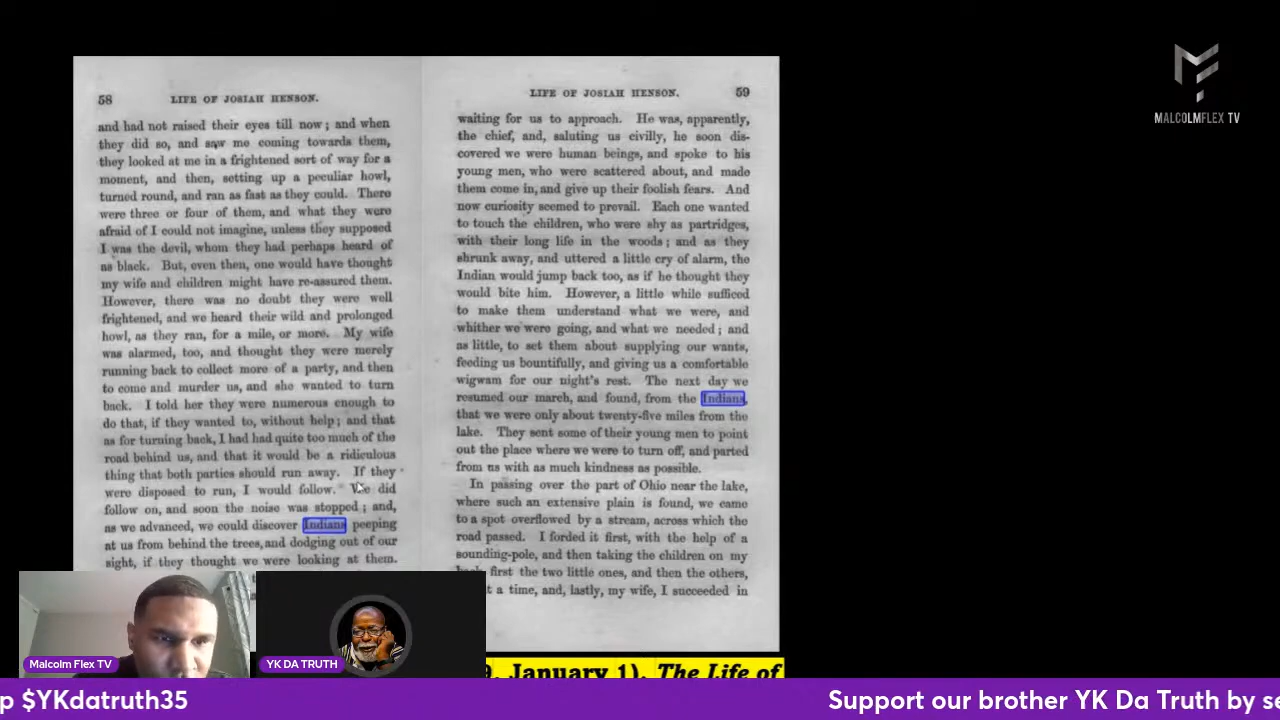 MALCOLMFLEX TV
58 LIFE OF JOSIAH HENSON.
and had not raised their eyes till now; and when
they did so, and saw me coming towards them,
they looked at me in a frightened sort of way for a
moment, and then, setting up a peculiar howl,
turned round, and ran as fast as they could. There
were three or four of them, and what they were
afraid of I could not imagine, unless they supposed
I was the devil, whom they had perhaps heard of
as black. But, even then, one would have thought
my wife and children might have re-assured them.
However, there was no doubt they were well
frightened, and we heard their wild and prolonged
howl, as they ran, for a mile, or more. My wife
was alarmed, too, and thought they were merely
running back to collect more of a party, and then
to come and murder us, and she wanted to turn
back. I told her they were numerous enough to
do that, if they wanted to, without help; and that
as for turning back, I had had quite too much of the
road behind us, and that it would be a ridiculous
thing that both parties should run away. If they
were disposed to run, I would follow. We did
follow on, and soon the noise was stopped; and,
as we advanced, we could discover Indians peeping
at us from behind the trees, and dodging out of our
sight, if they thought we were looking at them.
LIFE OF JOSIAH HENSON. 59
waiting for us to approach. He was, apparently,
the chief, and, saluting us civilly, he soon dis-
covered we were human beings, and spoke to his
young men, who were scattered about, and made
them come in, and give up their foolish fears. And
now curiosity seemed to prevail. Each one wanted
to touch the children, who were shy as partridges,
with their long life in the woods; and as they
shrunk away, and uttered a little cry of alarm, the
Indian would jump back too, as if he thought they
would bite him. However, a little while sufficed
to make them understand what we were, and
whither we were going, and what we needed; and
as little, to set them about supplying our wants,
feeding us bountifully, and giving us a comfortable
wigwam for our night's rest. The next day we
resumed our march, and found, from the Indians,
that we were only about twenty-five miles from the
lake. They sent some of their young men to point
out the place where we were to turn off, and parted
from us with as much kindness as possible.
In passing over the part of Ohio near the lake,
where such an extensive plain is found, we came
to a spot overflowed by a stream, across which the
road passed. I forded it first, with the help of a
sounding-pole, and then taking the children on my
first the two little ones, and then the others,
a time, and, lastly, my wife, I succeeded in
Malcolm Flex TV
YK DA TRUTH
9, January 1). The Life of
p $YKdatruth35
Support our brother YK Da Truth by se